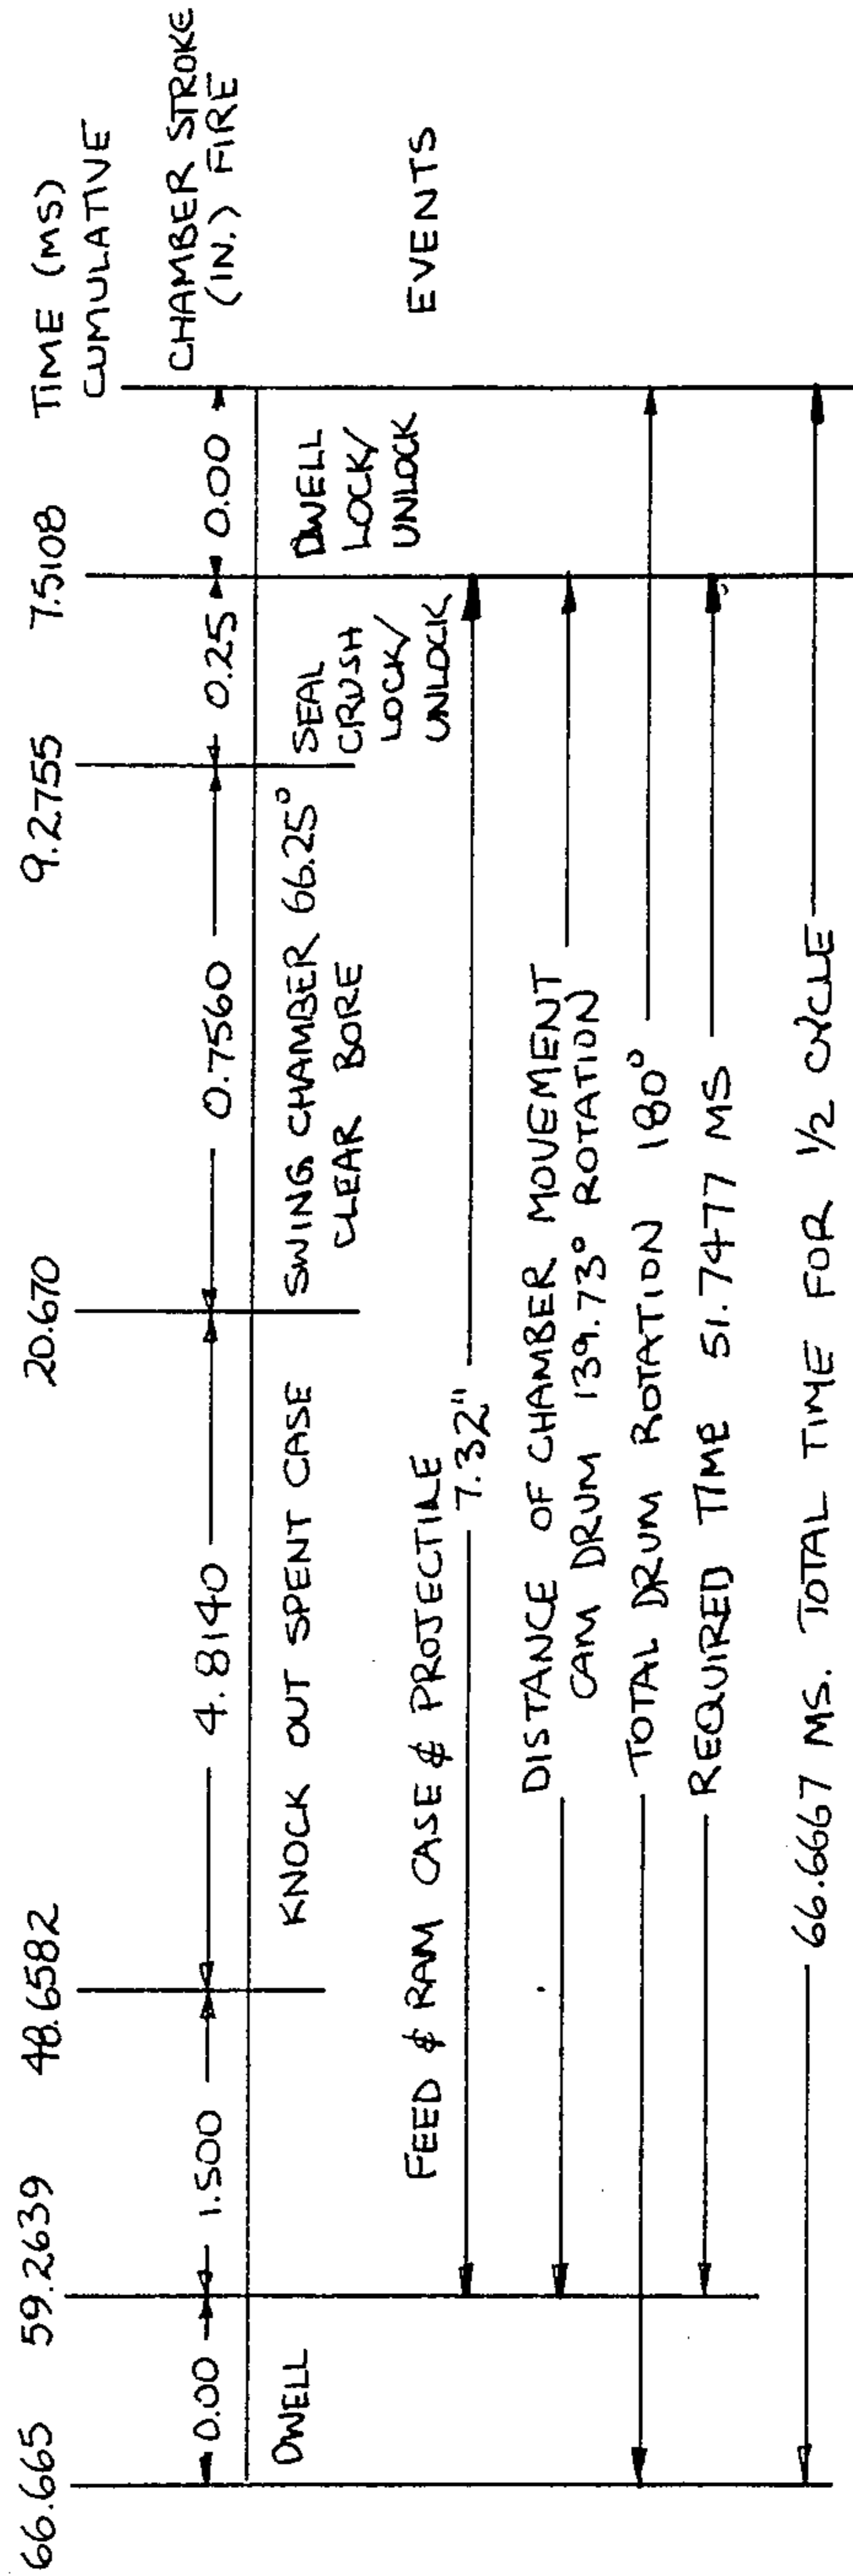 66.665 59.2639 48.6582 20.670 9.2755 7.5108 TIME (MS)
CUMULATIVE
0.00 1.500 4.8140 0.7560 0.25 0.00 CHAMBER STROKE
(IN.) FIRE
DWELL
KNOCK OUT SPENT CASE
SWING CHAMBER 66.25°
CLEAR BORE
SEAL
CRUSH
LOCK/
UNLOCK
DWELL
LOCK/
UNLOCK
EVENTS
FEED & RAM CASE & PROJECTILE
7.32"
DISTANCE OF CHAMBER MOVEMENT
CAM DRUM 139.73° ROTATION
TOTAL DRUM ROTATION 180°
REQUIRED TIME 51.7477 MS
66.6667 MS. TOTAL TIME FOR 1/2 CYCLE